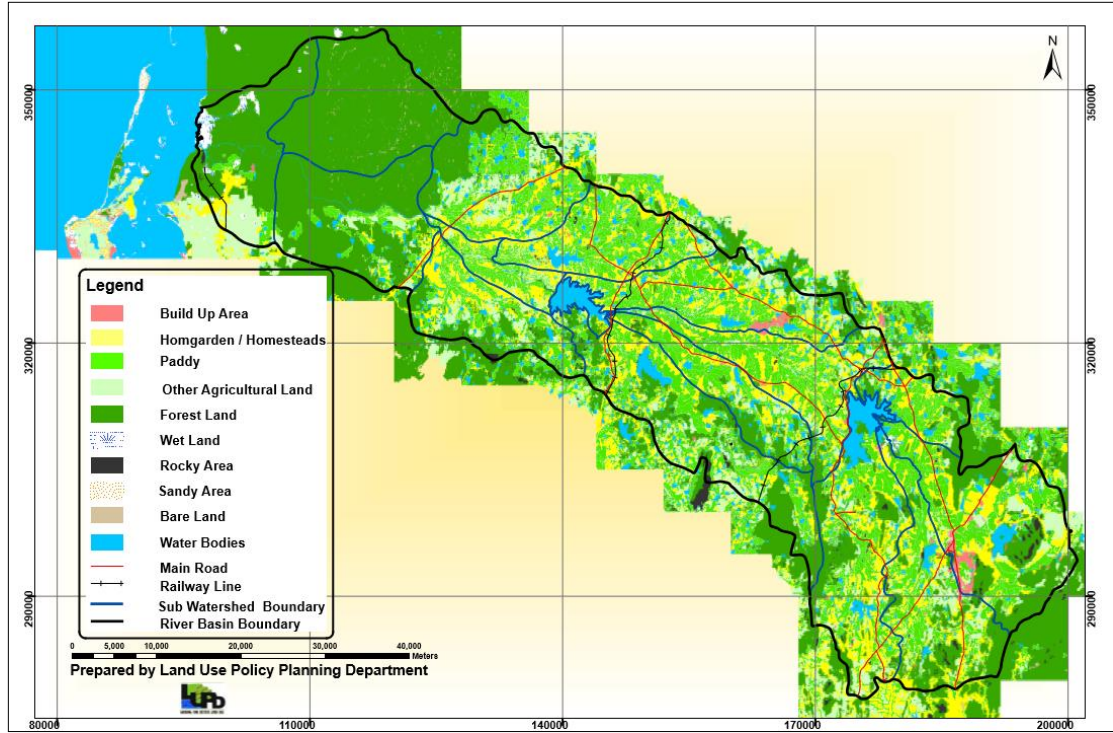 N
350000
350000
Legend
Build Up Area
Homgarden / Homesteads
Paddy
Other Agricultural Land
Forest Land
Wet Land
Rocky Area
Sandy Area
Bare Land
Water Bodies
Main Road
Railway Line
Sub Watershed Boundary
River Basin Boundary
320000
320000
290000
290000
0 5,000 10,000 20,000 30,000 40,000
Meters
Prepared by Land Use Policy Planning Department
LUPPD
80000 110000 140000 170000 200000